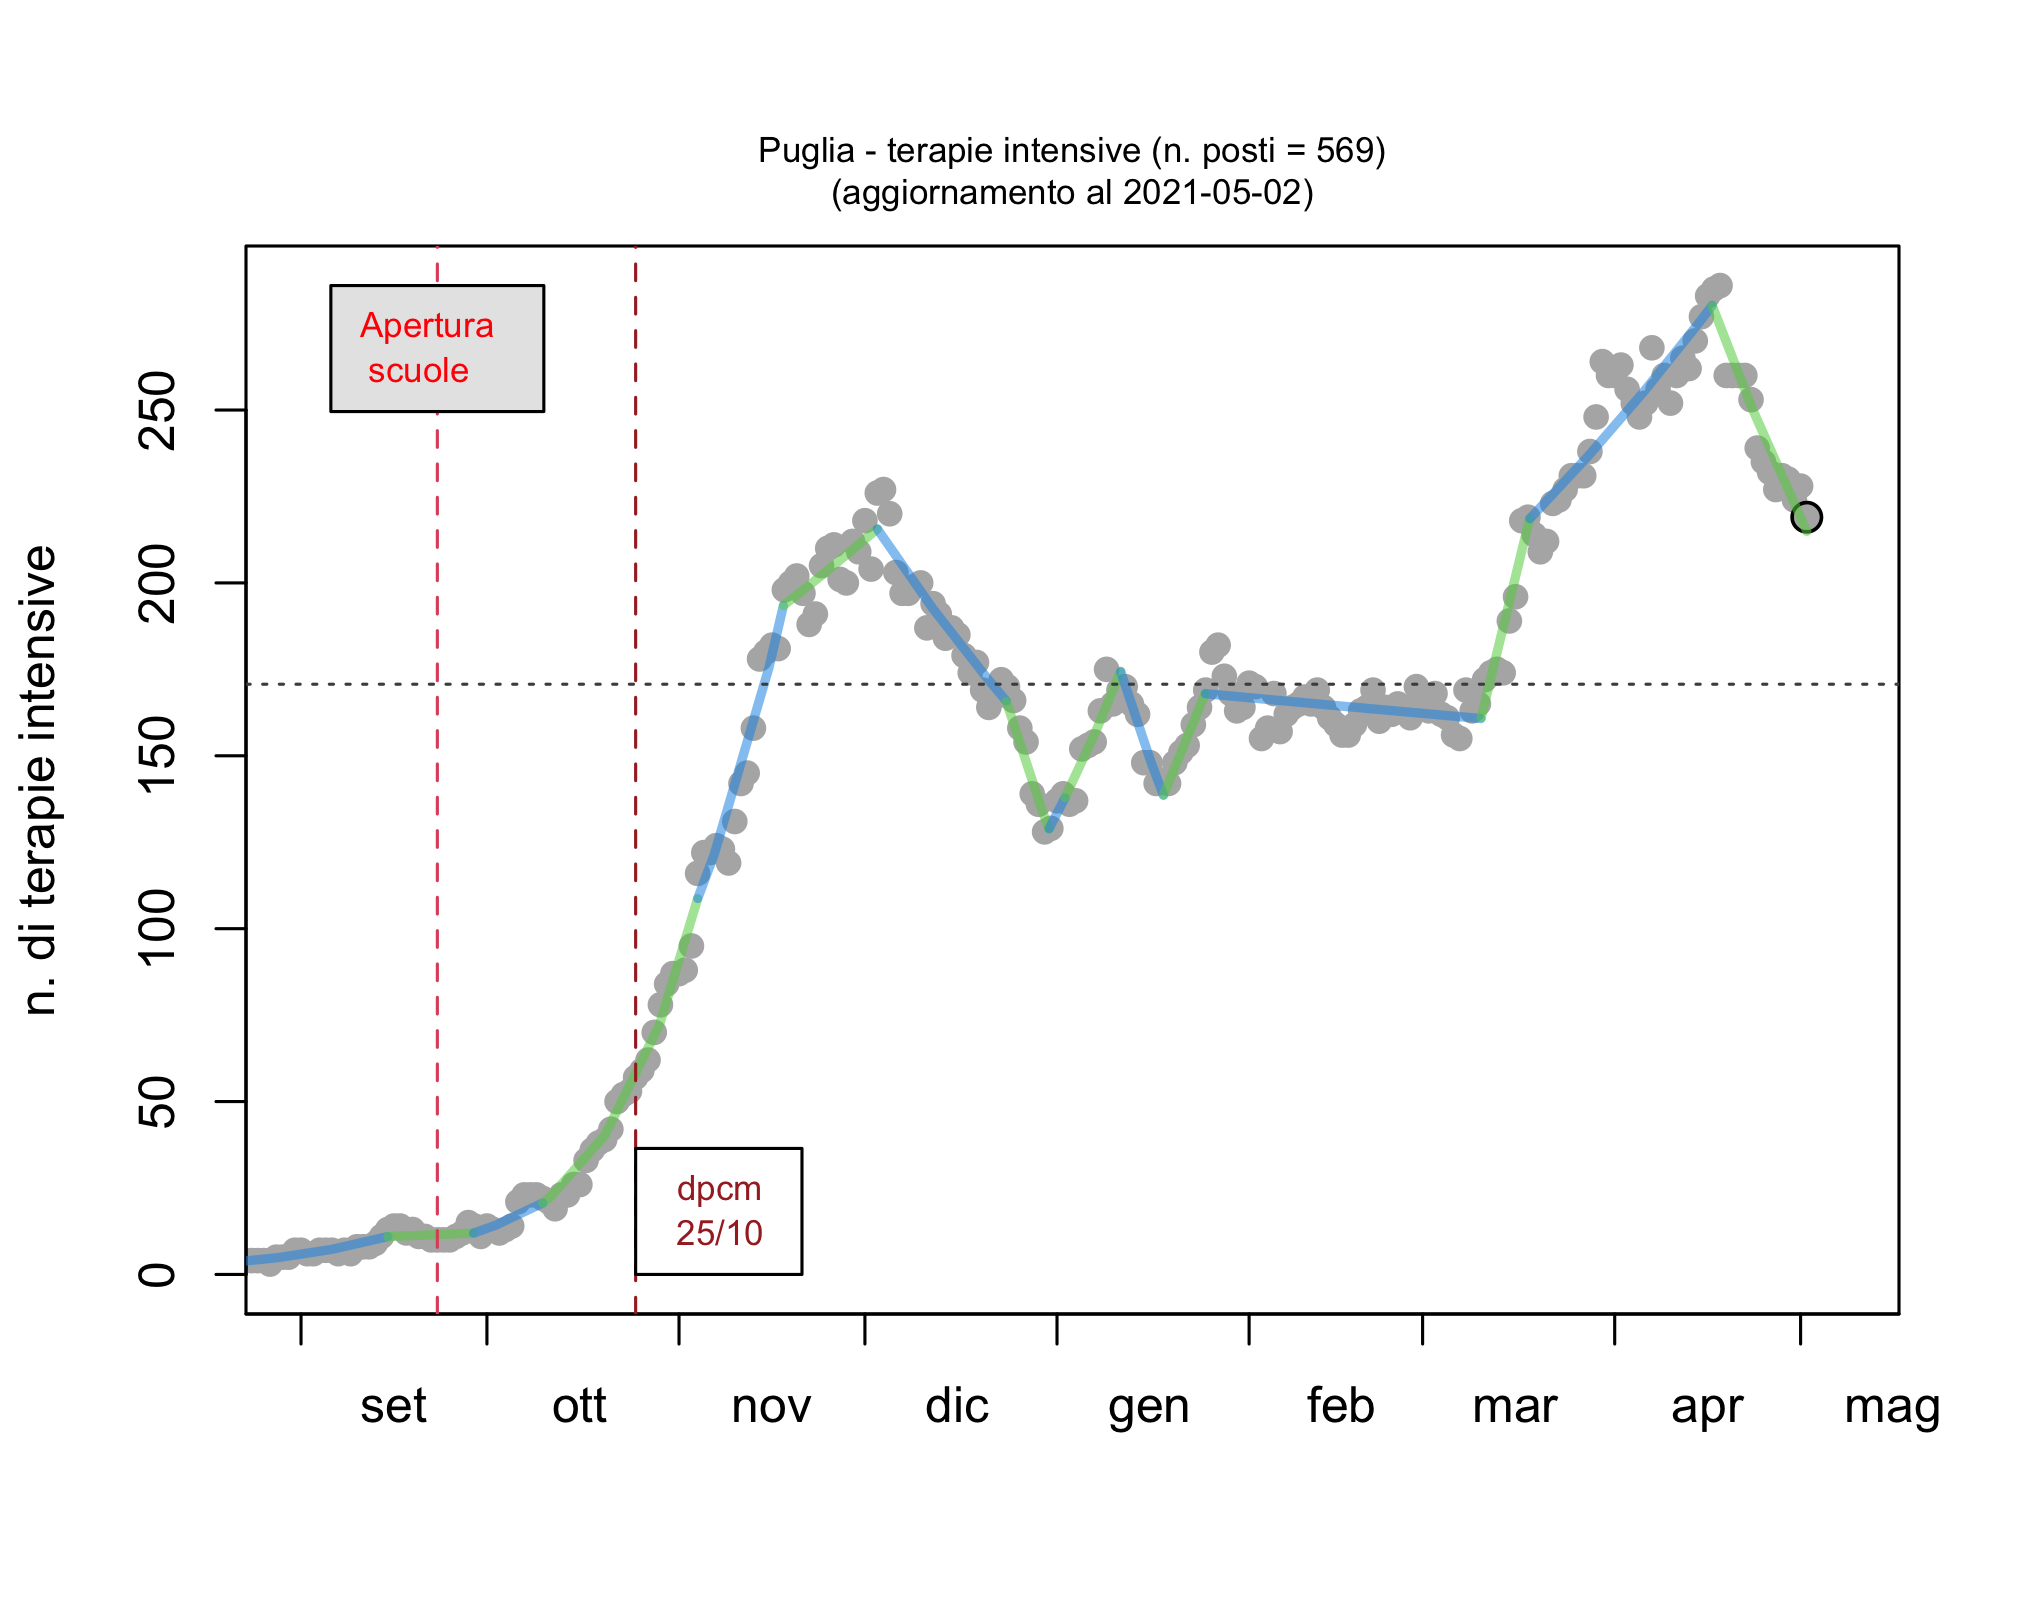 Puglia - terapie intensive (n. posti = 569)
(aggiornamento al 2021-05-02)
n. di terapie intensive
250
200
150
100
50
0
Apertura
scuole
dpcm
25/10
set ott nov dic gen feb mar apr mag